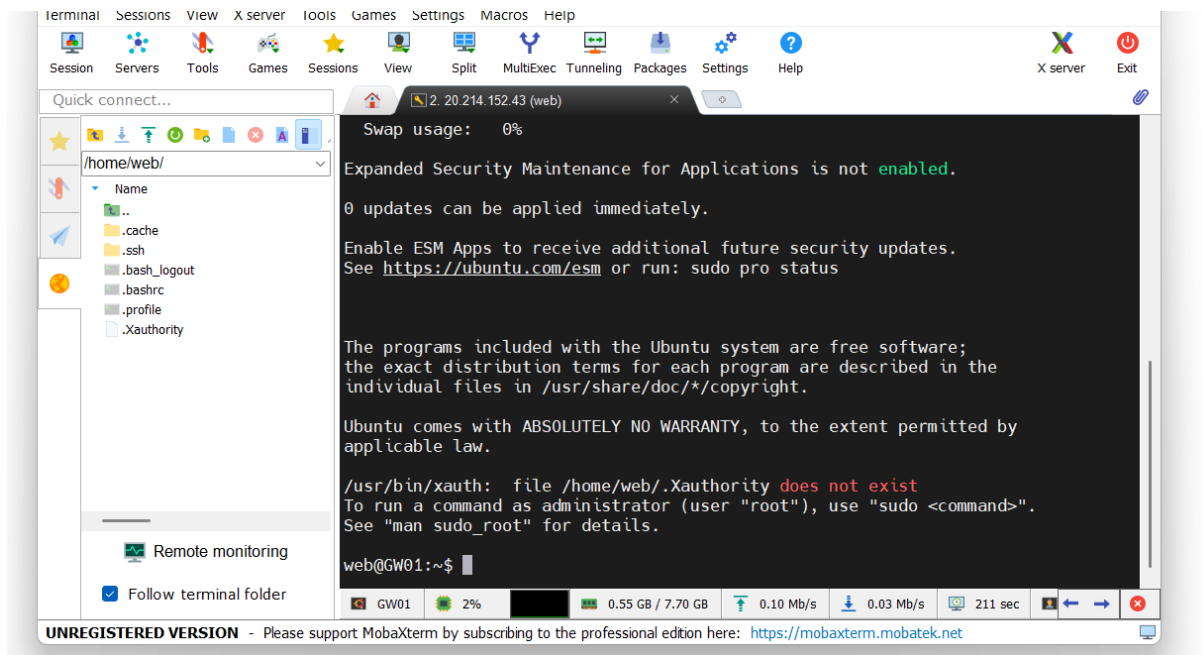 Terminal Sessions View X server Tools Games Settings Macros Help
Session Servers Tools Games Sessions View Split MultiExec Tunneling Packages Settings Help X server Exit
Quick connect...
2. 20.214.152.43 (web)
/home/web/
Name
..
.cache
.ssh
.bash_logout
.bashrc
.profile
.Xauthority
Remote monitoring
Follow terminal folder
Swap usage: 0%
Expanded Security Maintenance for Applications is not enabled.
0 updates can be applied immediately.
Enable ESM Apps to receive additional future security updates.
See https://ubuntu.com/esm or run: sudo pro status
The programs included with the Ubuntu system are free software;
the exact distribution terms for each program are described in the
individual files in /usr/share/doc/*/copyright.
Ubuntu comes with ABSOLUTELY NO WARRANTY, to the extent permitted by
applicable law.
/usr/bin/xauth: file /home/web/.Xauthority does not exist
To run a command as administrator (user "root"), use "sudo <command>".
See "man sudo_root" for details.
web@GW01:~$
GW01 2% 0.55 GB / 7.70 GB 0.10 Mb/s 0.03 Mb/s 211 sec
UNREGISTERED VERSION - Please support MobaXterm by subscribing to the professional edition here: https://mobaxterm.mobatek.net